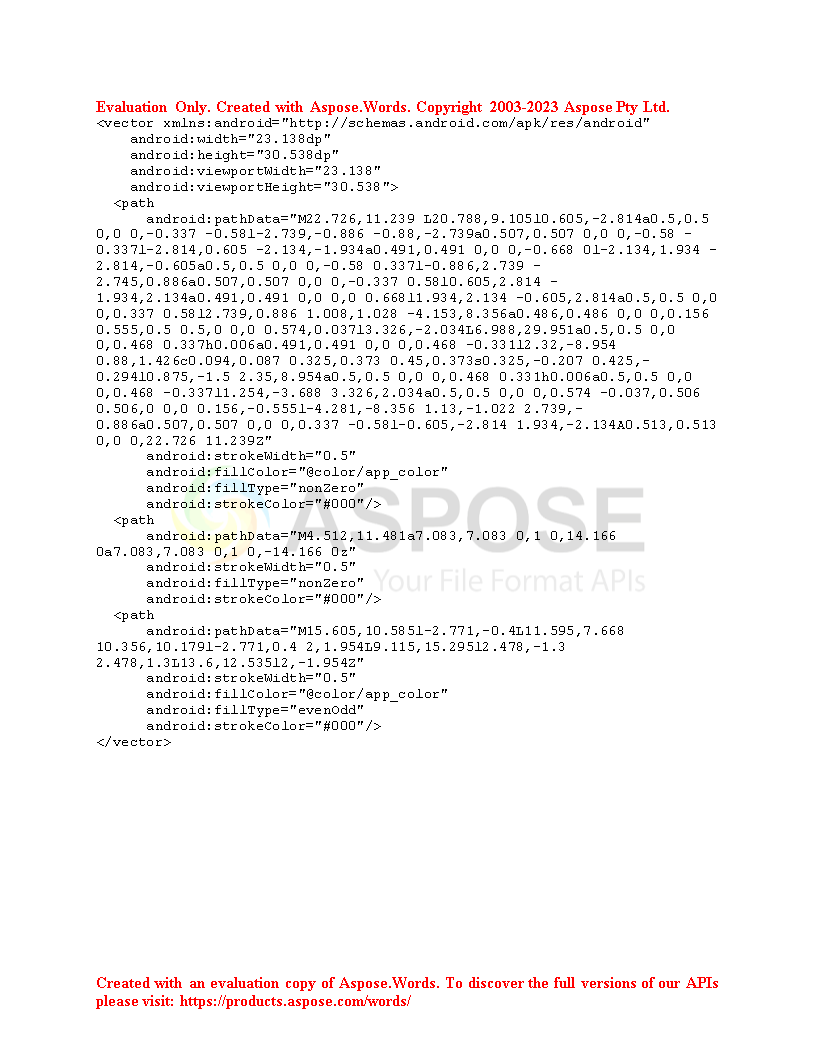 Evaluation Only. Created with Aspose.Words. Copyright 2003-2023 Aspose Pty Ltd.
<vector xmlns:android="http://schemas.android.com/apk/res/android"
    android:width="23.138dp"
    android:height="30.538dp"
    android:viewportWidth="23.138"
    android:viewportHeight="30.538">
  <path
      android:pathData="M22.726,11.239 L20.788,9.105l0.605,-2.814a0.5,0.5
0,0 0,-0.337 -0.58l-2.739,-0.886 -0.88,-2.739a0.507,0.507 0,0 0,-0.58 -
0.337l-2.814,0.605 -2.134,-1.934a0.491,0.491 0,0 0,-0.668 0l-2.134,1.934 -
2.814,-0.605a0.5,0.5 0,0 0,-0.58 0.337l-0.886,2.739 -
2.745,0.886a0.507,0.507 0,0 0,-0.337 0.58l0.605,2.814 -
1.934,2.134a0.491,0.491 0,0 0,0 0.668l1.934,2.134 -0.605,2.814a0.5,0.5 0,0
0,0.337 0.58l2.739,0.886 1.008,1.028 -4.153,8.356a0.486,0.486 0,0 0,0.156
0.555,0.5 0.5,0 0,0 0.574,0.037l3.326,-2.034L6.988,29.951a0.5,0.5 0,0
0,0.468 0.337h0.006a0.491,0.491 0,0 0,0.468 -0.331l2.32,-8.954
0.88,1.426c0.094,0.087 0.325,0.373 0.45,0.373s0.325,-0.207 0.425,-
0.294l0.875,-1.5 2.35,8.954a0.5,0.5 0,0 0,0.468 0.331h0.006a0.5,0.5 0,0
0,0.468 -0.337l1.254,-3.688 3.326,2.034a0.5,0.5 0,0 0,0.574 -0.037,0.506
0.506,0 0,0 0.156,-0.555l-4.281,-8.356 1.13,-1.022 2.739,-
0.886a0.507,0.507 0,0 0,0.337 -0.58l-0.605,-2.814 1.934,-2.134A0.513,0.513
0,0 0,22.726 11.239Z"
      android:strokeWidth="0.5"
      android:fillColor="@color/app_color"
      android:fillType="nonZero"
      android:strokeColor="#000"/>
  <path
      android:pathData="M4.512,11.481a7.083,7.083 0,1 0,14.166
0a7.083,7.083 0,1 0,-14.166 0z"
      android:strokeWidth="0.5"
      android:fillType="nonZero"
      android:strokeColor="#000"/>
  <path
      android:pathData="M15.605,10.585l-2.771,-0.4L11.595,7.668
10.356,10.179l-2.771,0.4 2,1.954L9.115,15.295l2.478,-1.3
2.478,1.3L13.6,12.535l2,-1.954Z"
      android:strokeWidth="0.5"
      android:fillColor="@color/app_color"
      android:fillType="evenOdd"
      android:strokeColor="#000"/>
</vector>
ASPOSE
Your File Format APIs
Created with an evaluation copy of Aspose.Words. To discover the full versions of our APIs
please visit: https://products.aspose.com/words/